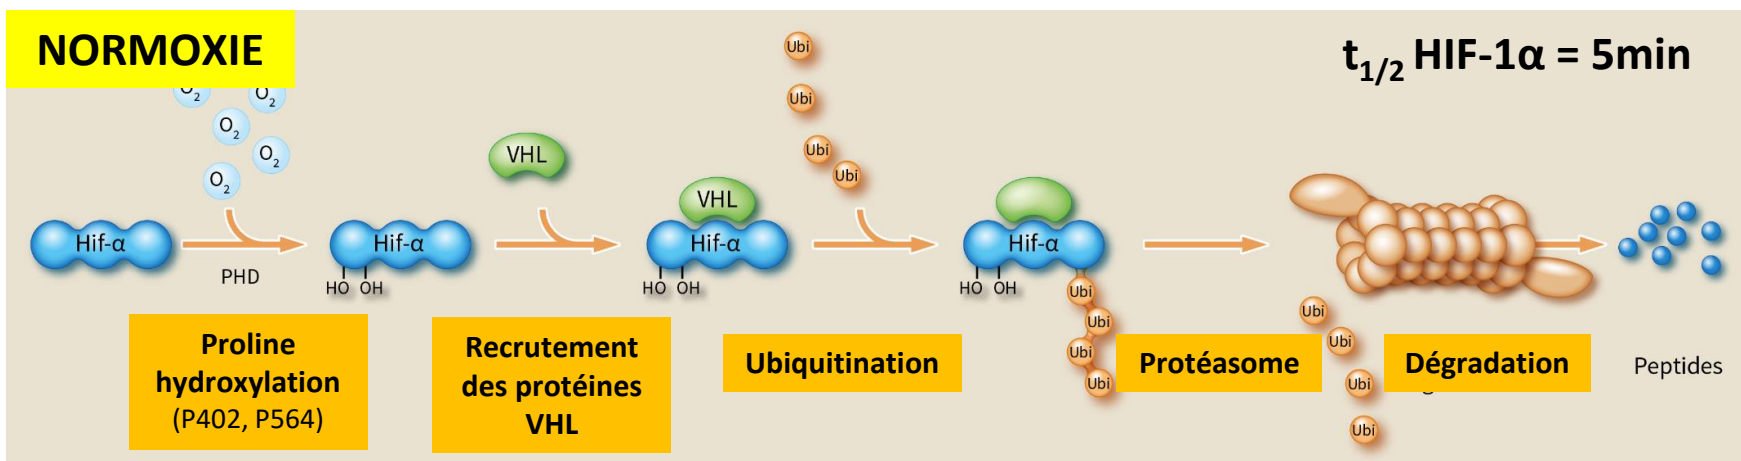 NORMOXIE
t1/2 HIF-1α = 5min
O2
O2
O2
O2
O2
Ubi
Ubi
Ubi
Ubi
VHL
VHL
Hif-α
PHD
Hif-α
HO OH
Hif-α
HO OH
Hif-α
HO OH
Ubi
Ubi
Ubi
Ubi
Ubi
Ubi
Ubi
Ubi
Proline
hydroxylation
(P402, P564)
Recrutement
des protéines
VHL
Ubiquitination
Protéasome
Dégradation
Peptides